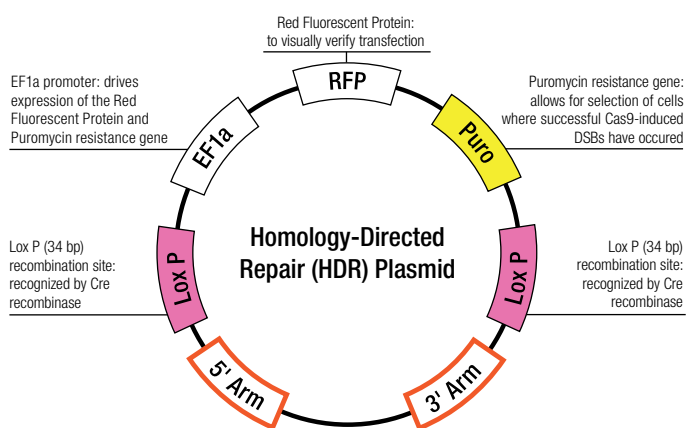 Red Fluorescent Protein:
to visually verify transfection
RFP
EF1a promoter: drives
expression of the Red
Fluorescent Protein and
Puromycin resistance gene
EF1a
Puromycin resistance gene:
allows for selection of cells
where successful Cas9-induced
DSBs have occured
Puro
Homology-Directed
Repair (HDR) Plasmid
Lox P (34 bp)
recombination site:
recognized by Cre
recombinase
Lox P
Lox P
Lox P (34 bp)
recombination site:
recognized by Cre
recombinase
5' Arm
3' Arm